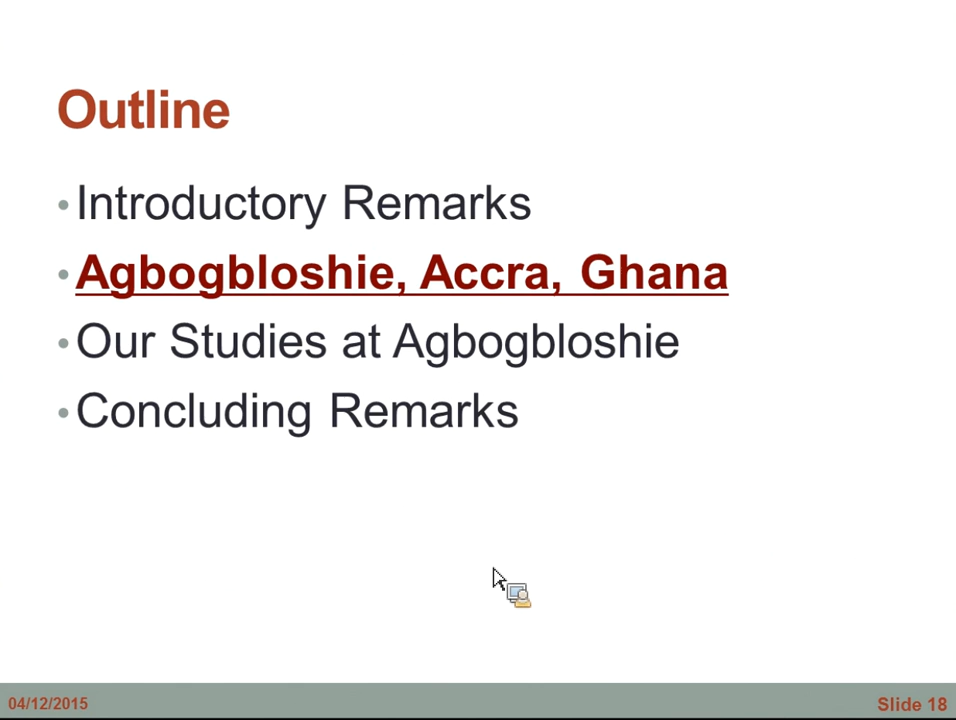 Outline
•Introductory Remarks
•Agbogbloshie, Accra, Ghana
•Our Studies at Agbogbloshie
•Concluding Remarks
04/12/2015
Slide 18